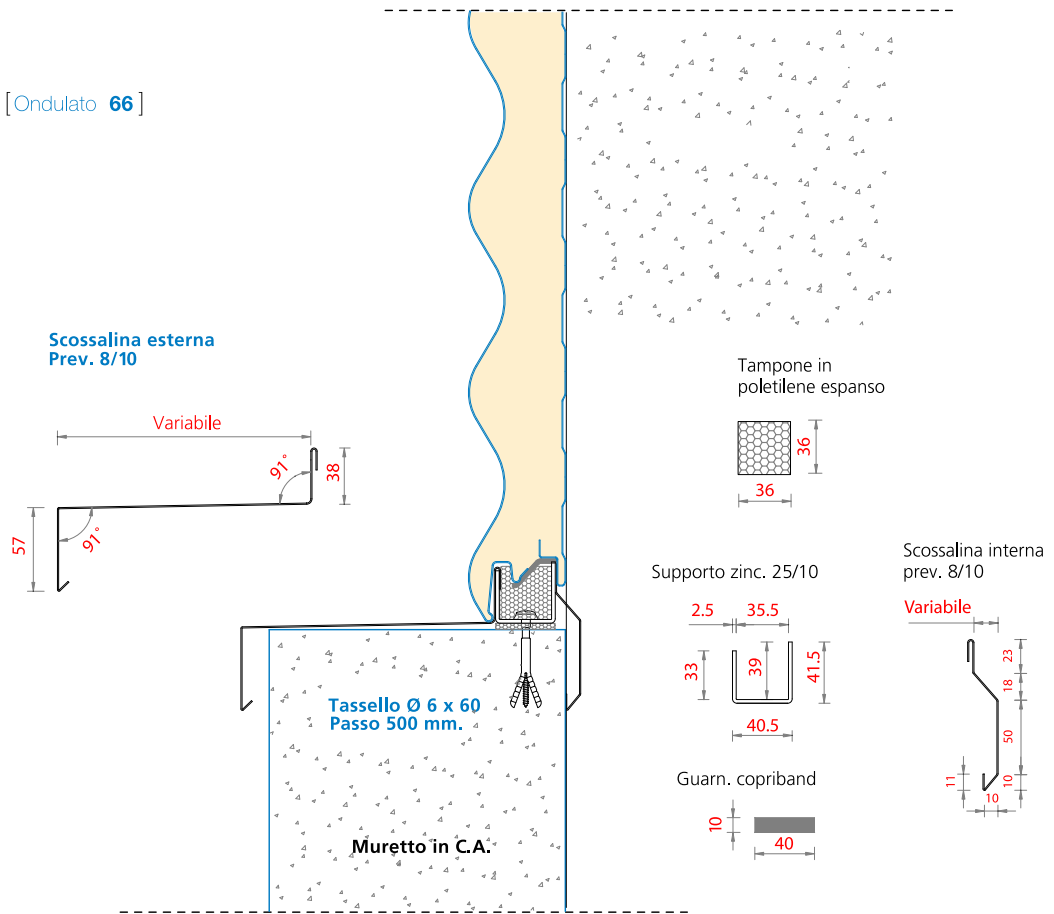 [Ondulato 66]
Scossalina esterna
Prev. 8/10
Variabile
91°
38
57
91°
Tampone in
poletilene espanso
36
36
Supporto zinc. 25/10
2.5
35.5
33
39
41.5
40.5
Scossalina interna
prev. 8/10
Variabile
23
18
50
11
10
10
Tassello Ø 6 x 60
Passo 500 mm.
Guarn. copriband
10
40
Muretto in C.A.